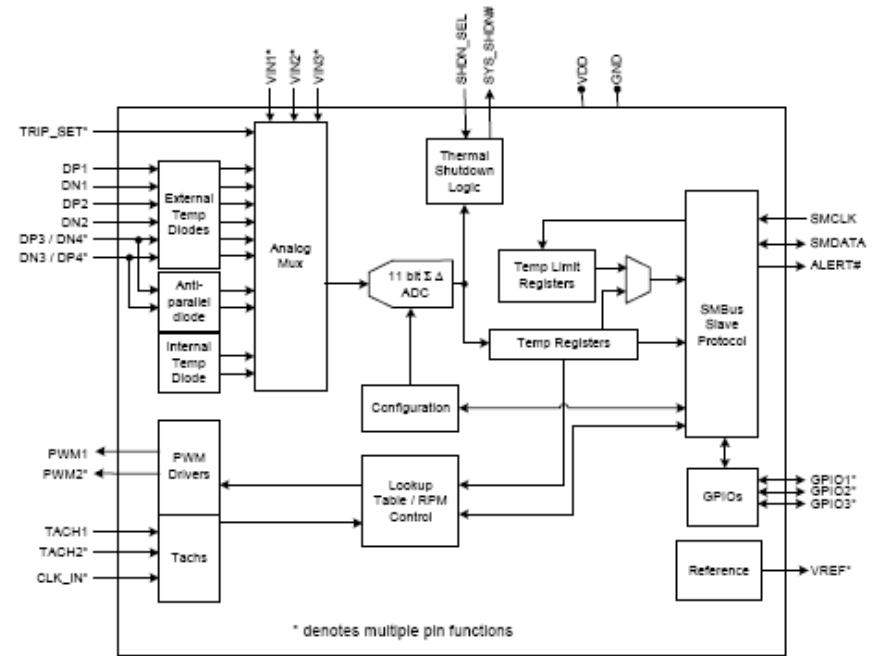 VIN1*
VIN2*
VIN3*
SHDN_SEL
SYS_SHDN#
VDD
GND
TRIP_SET*
DP1
DN1
DP2
DN2
DP3 / DN4*
DN3 / DP4*
External
Temp
Diodes
Anti-
parallel
diode
Internal
Temp
Diode
Analog
Mux
Thermal
Shutdown
Logic
11 bit Σ Δ
ADC
Temp Limit
Registers
Temp Registers
Configuration
SMBus
Slave
Protocol
SMCLK
SMDATA
ALERT#
PWM1
PWM2*
PWM
Drivers
Lookup
Table / RPM
Control
GPIOs
GPIO1*
GPIO2*
GPIO3*
TACH1
TACH2*
CLK_IN*
Tachs
Reference
VREF*
* denotes multiple pin functions